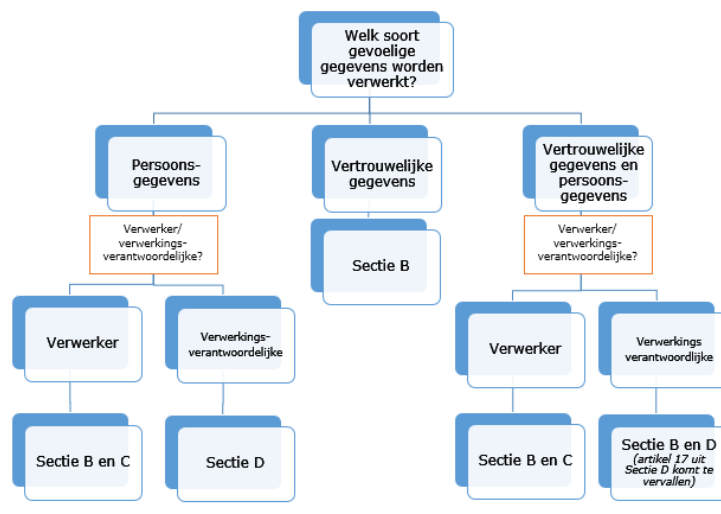 Welk soort
gevoelige
gegevens worden
verwerkt?
Persoons-
gegevens
Vertrouwelijke
gegevens
Vertrouwelijke
gegevens en
persoons-
gegevens
Verwerker/
verwerkings-
verantwoordelijke?
Sectie B
Verwerker/
verwerkings-
verantwoordelijke?
Verwerker
Verwerkings-
verantwoordelijke
Verwerker
Verwerkings
verantwoordlijke
Sectie B en C
Sectie D
Sectie B en C
Sectie B en D
(artikel 17 uit
Sectie D komt te
vervallen)